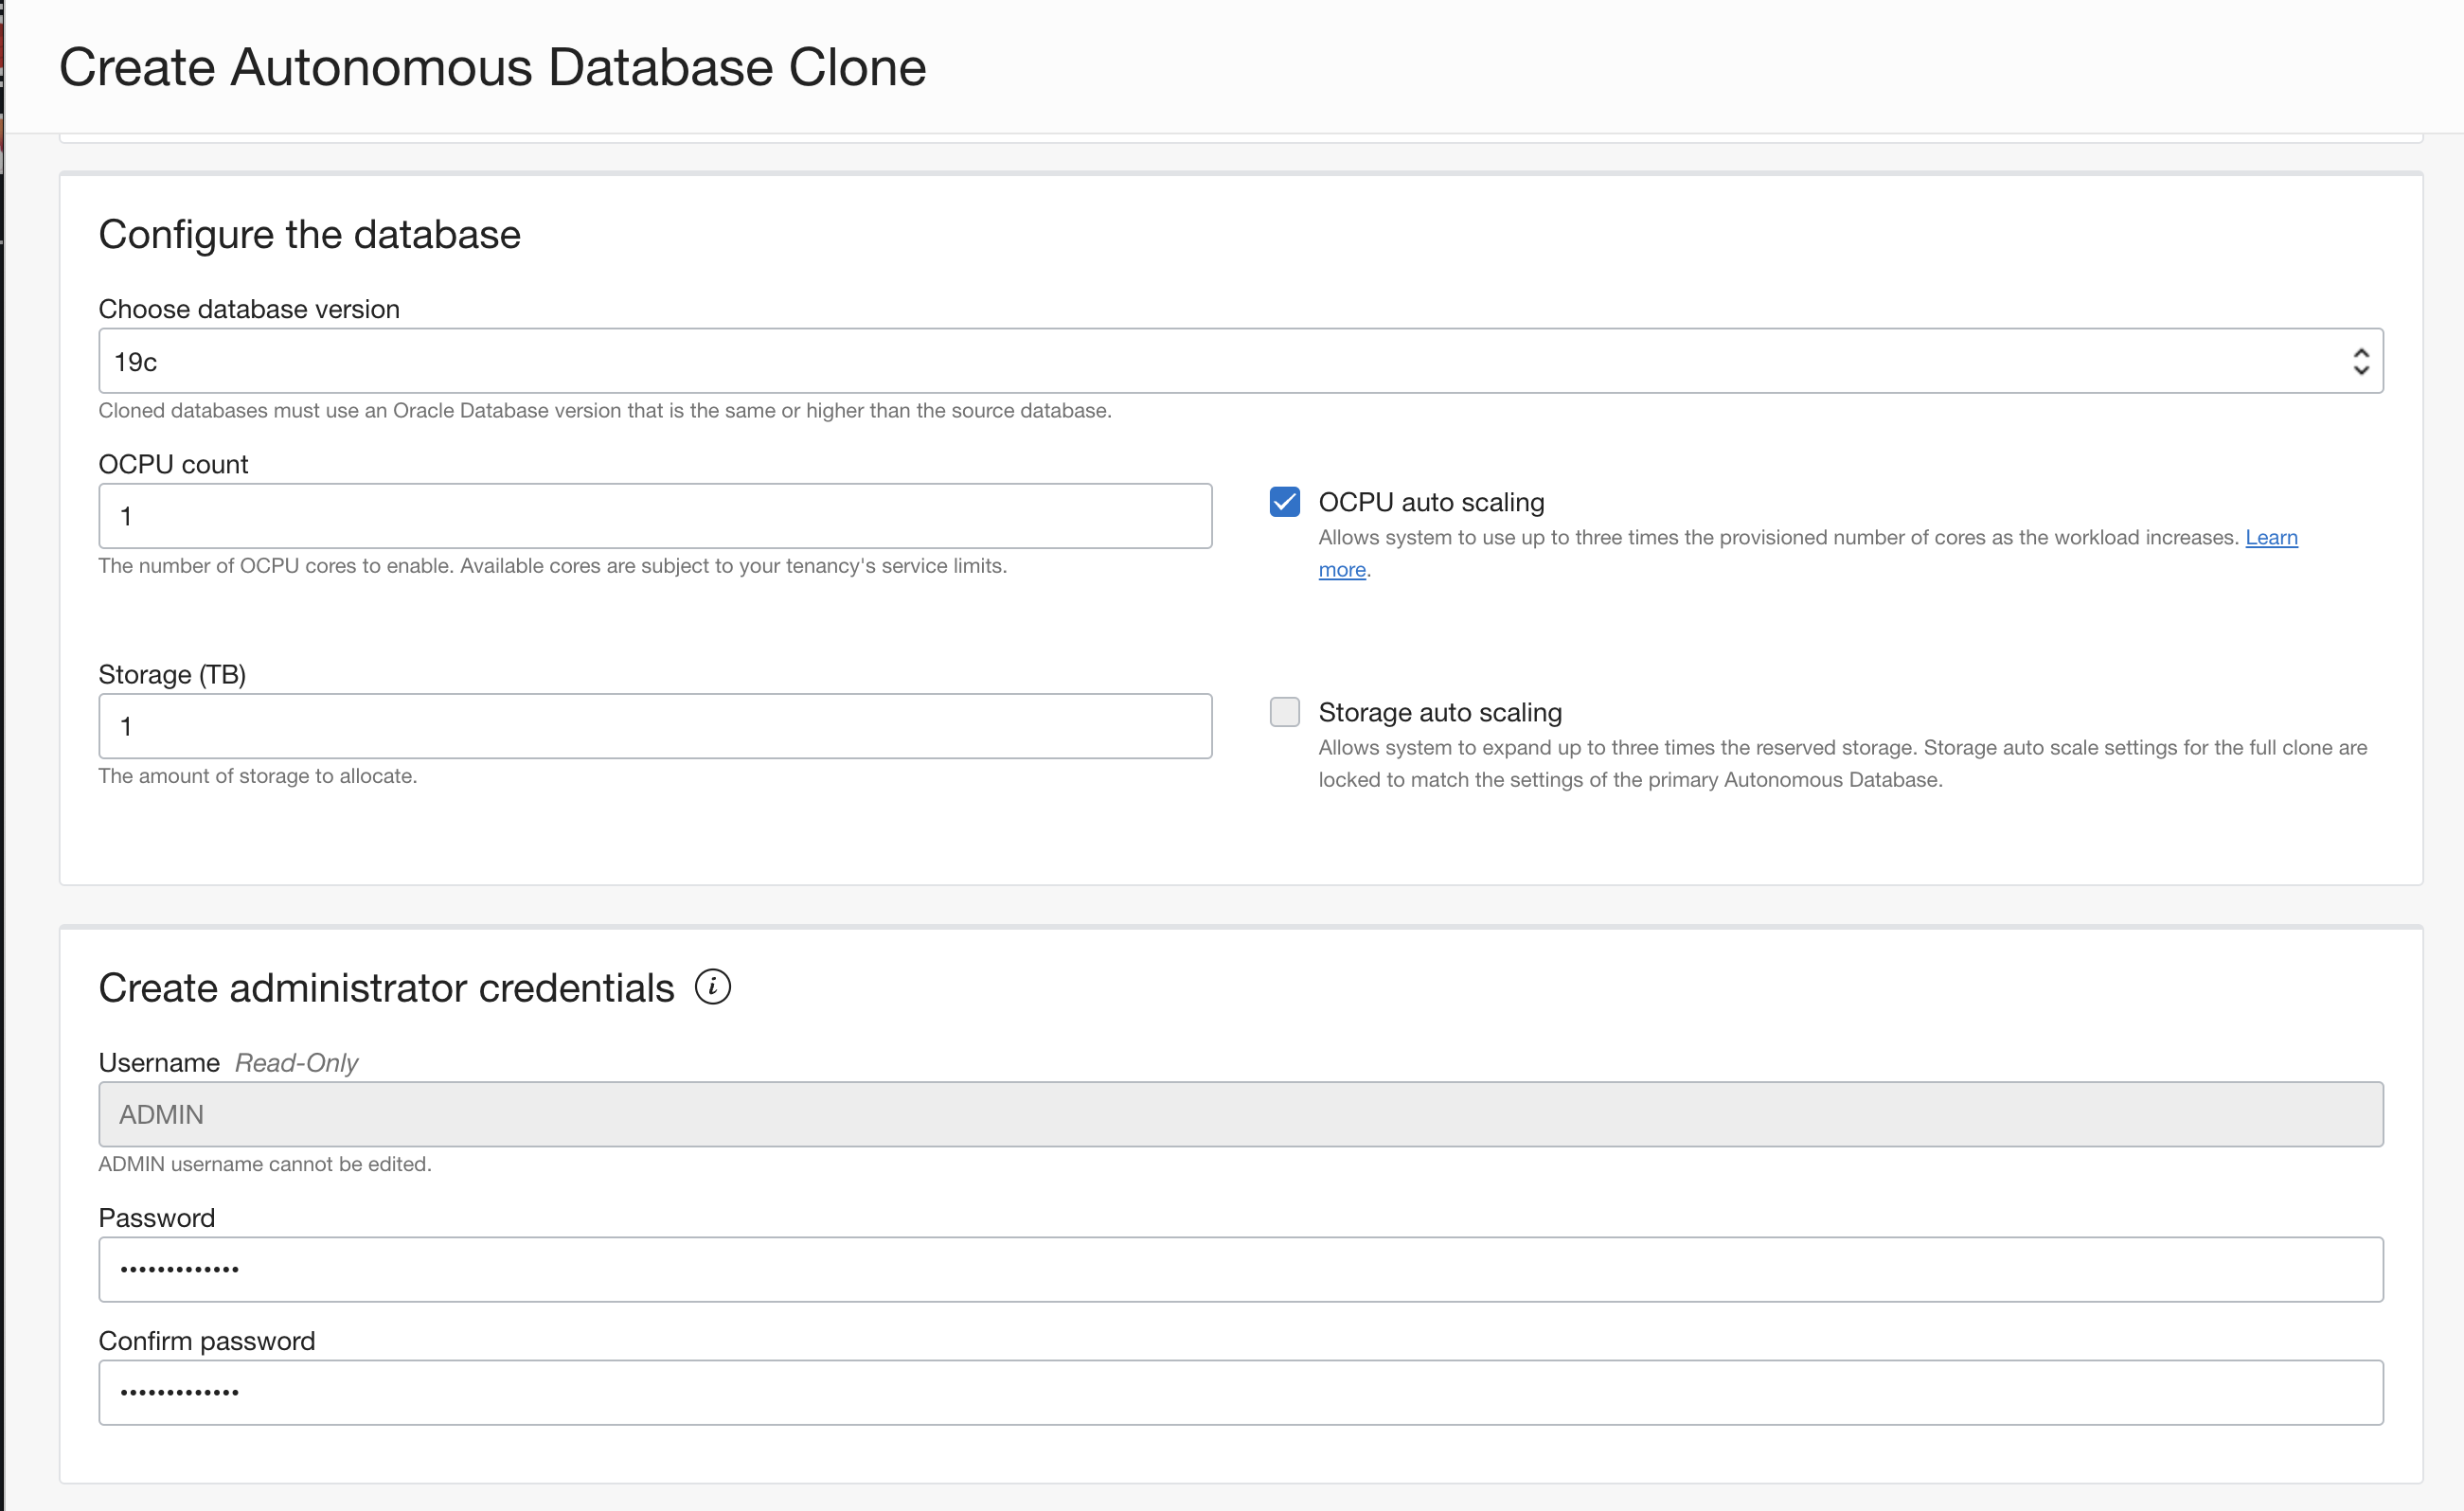 Create Autonomous Database Clone
Configure the database
Choose database version
19c
Cloned databases must use an Oracle Database version that is the same or higher than the source database.
OCPU count
1
The number of OCPU cores to enable. Available cores are subject to your tenancy's service limits.
OCPU auto scaling
Allows system to use up to three times the provisioned number of cores as the workload increases. Learn
more.
Storage (TB)
1
The amount of storage to allocate.
Storage auto scaling
Allows system to expand up to three times the reserved storage. Storage auto scale settings for the full clone are
locked to match the settings of the primary Autonomous Database.
Create administrator credentials i
Username Read-Only
ADMIN
ADMIN username cannot be edited.
Password
•••••••••••••
Confirm password
•••••••••••••